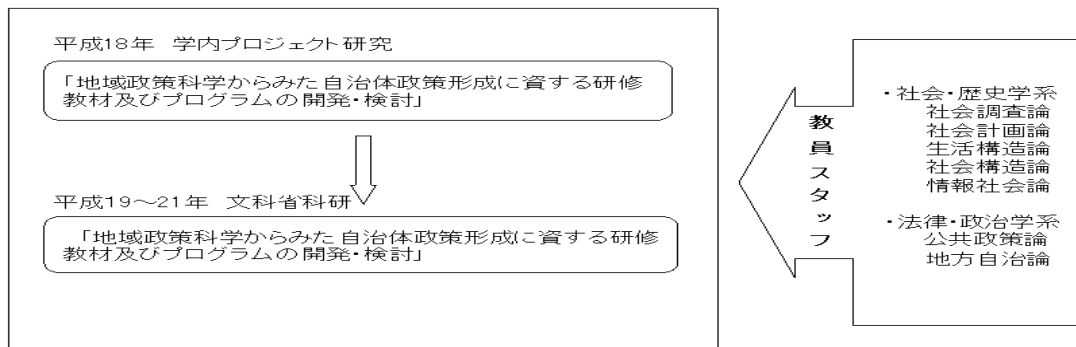 平成18年 学内プロジェクト研究
「地域政策科学からみた自治体政策形成に資する研修
教材及びプログラムの開発・検討」
平成19～21年 文科省科研
「地域政策科学からみた自治体政策形成に資する研修
教材及びプログラムの開発・検討」
教員スタッフ
・社会・歴史学系
社会調査論
社会計画論
生活構造論
社会構造論
情報社会論
・法律・政治学系
公共政策論
地方自治論